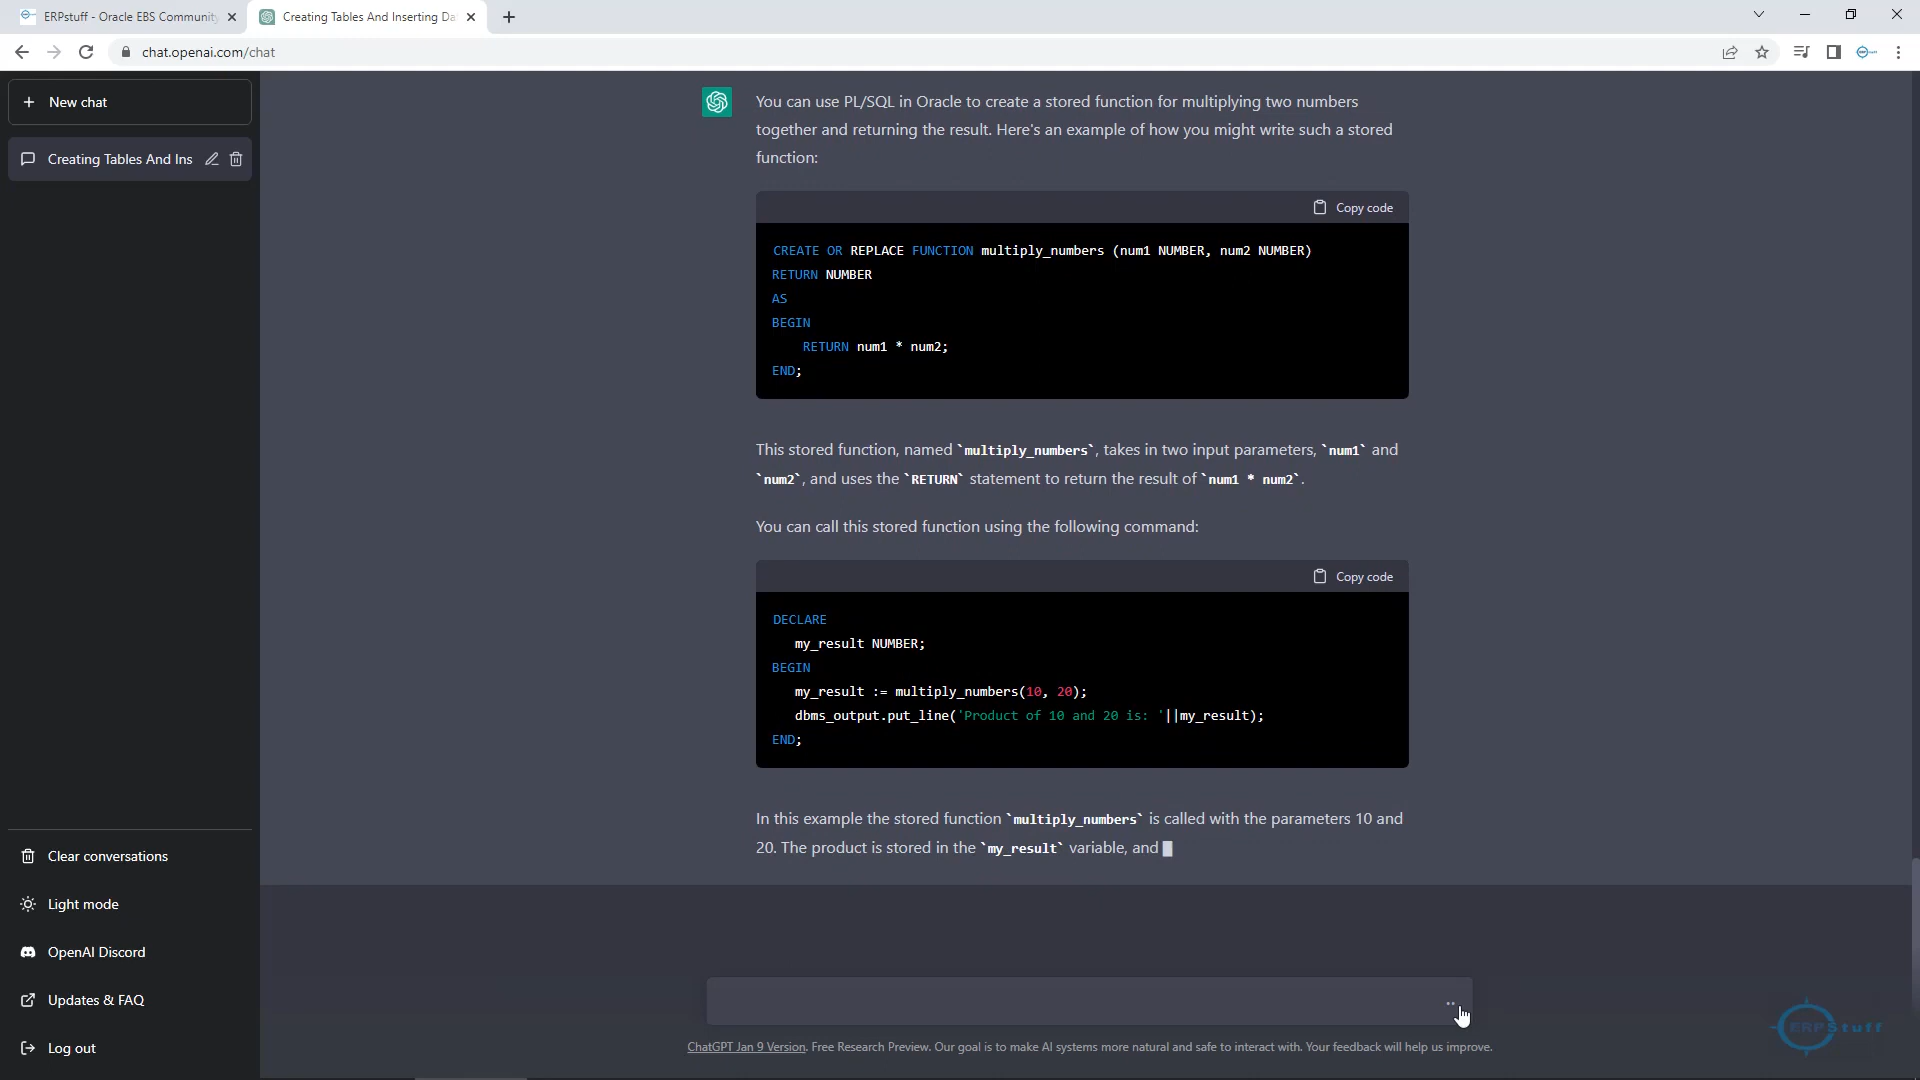 ERPstuff - Oracle EBS Community
Creating Tables And Inserting Da
chat.openai.com/chat
New chat
Creating Tables And Ins
You can use PL/SQL in Oracle to create a stored function for multiplying two numbers
together and returning the result. Here's an example of how you might write such a stored
function:
Copy code
CREATE OR REPLACE FUNCTION multiply_numbers (num1 NUMBER, num2 NUMBER)
RETURN NUMBER
AS
BEGIN
RETURN num1 * num2;
END;
This stored function, named `multiply_numbers`, takes in two input parameters, `num1` and
`num2`, and uses the `RETURN` statement to return the result of `num1 * num2`.
You can call this stored function using the following command:
Copy code
DECLARE
my_result NUMBER;
BEGIN
my_result := multiply_numbers(10, 20);
dbms_output.put_line('Product of 10 and 20 is: '||my_result);
END;
In this example the stored function `multiply_numbers` is called with the parameters 10 and
20. The product is stored in the `my_result` variable, and
Clear conversations
Light mode
OpenAI Discord
Updates & FAQ
Log out
ChatGPT Jan 9 Version. Free Research Preview. Our goal is to make AI systems more natural and safe to interact with. Your feedback will help us improve.
ERPStuff